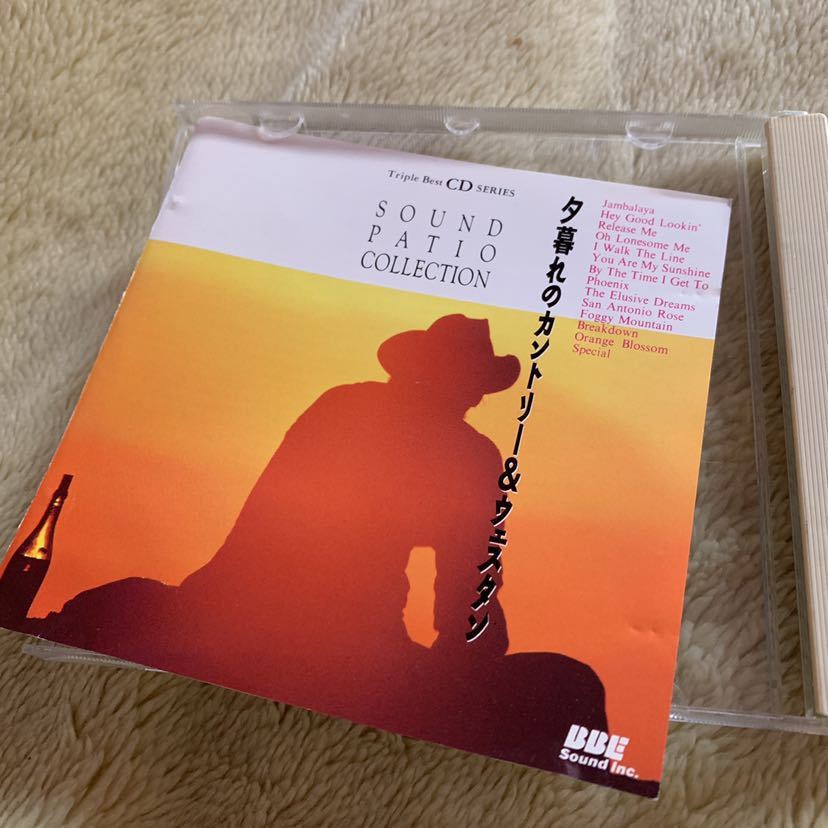 Triple Best CD SERIES
SOUND
PATIO
COLLECTION
夕暮れのカントリー&ウェスタン
Jambalaya
Hey Good Lookin'
Release Me
Oh Lonesome Me
I Walk The Line
You Are My Sunshine
By The Time I Get To
Phoenix
The Elusive Dreams
San Antonio Rose
Foggy Mountain
Breakdown
Orange Blossom
Special
BBE
Sound Inc.